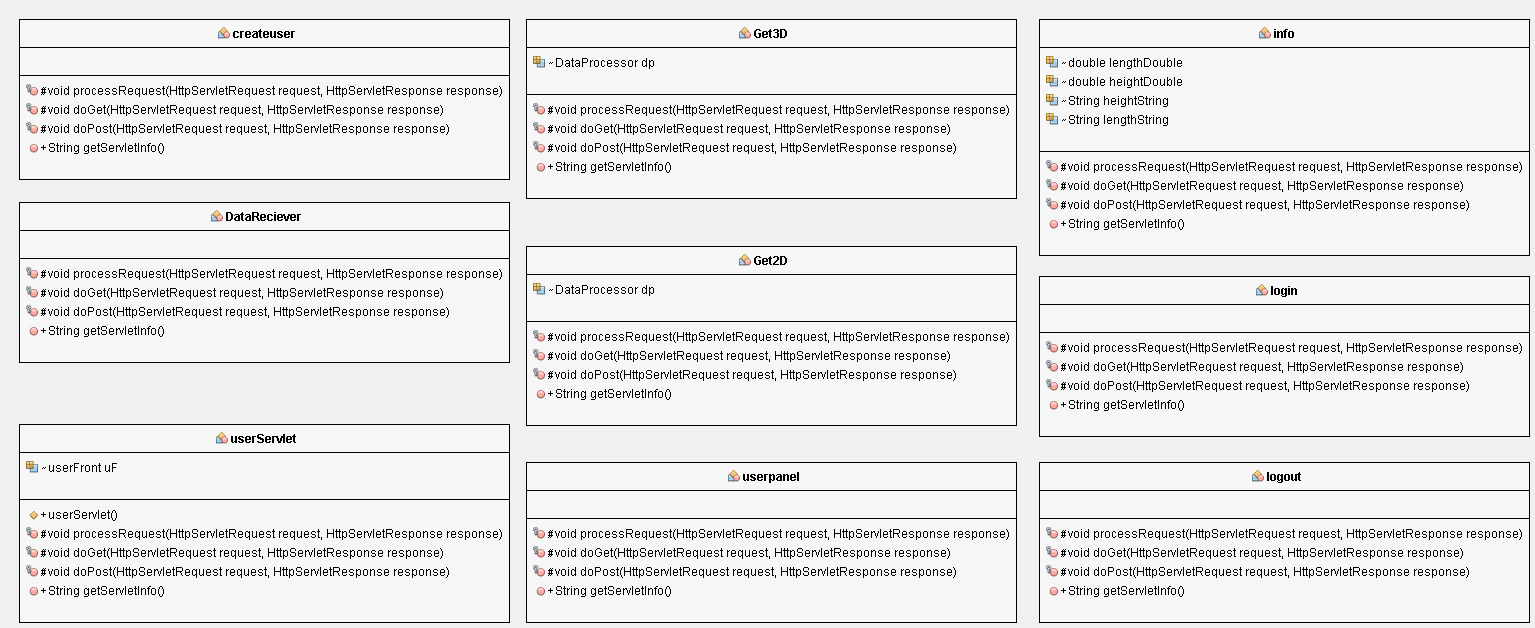 createuser
#void processRequest(HttpServletRequest request, HttpServletResponse response)
#void doGet(HttpServletRequest request, HttpServletResponse response)
#void doPost(HttpServletRequest request, HttpServletResponse response)
+String getServletInfo()
DataReciever
#void processRequest(HttpServletRequest request, HttpServletResponse response)
#void doGet(HttpServletRequest request, HttpServletResponse response)
#void doPost(HttpServletRequest request, HttpServletResponse response)
+String getServletInfo()
userServlet
~userFront uF
+userServlet()
#void processRequest(HttpServletRequest request, HttpServletResponse response)
#void doGet(HttpServletRequest request, HttpServletResponse response)
#void doPost(HttpServletRequest request, HttpServletResponse response)
+String getServletInfo()
Get3D
~DataProcessor dp
#void processRequest(HttpServletRequest request, HttpServletResponse response)
#void doGet(HttpServletRequest request, HttpServletResponse response)
#void doPost(HttpServletRequest request, HttpServletResponse response)
+String getServletInfo()
Get2D
~DataProcessor dp
#void processRequest(HttpServletRequest request, HttpServletResponse response)
#void doGet(HttpServletRequest request, HttpServletResponse response)
#void doPost(HttpServletRequest request, HttpServletResponse response)
+String getServletInfo()
userpanel
#void processRequest(HttpServletRequest request, HttpServletResponse response)
#void doGet(HttpServletRequest request, HttpServletResponse response)
#void doPost(HttpServletRequest request, HttpServletResponse response)
+String getServletInfo()
info
~double lengthDouble
~double heightDouble
~String heightString
~String lengthString
#void processRequest(HttpServletRequest request, HttpServletResponse response)
#void doGet(HttpServletRequest request, HttpServletResponse response)
#void doPost(HttpServletRequest request, HttpServletResponse response)
+String getServletInfo()
login
#void processRequest(HttpServletRequest request, HttpServletResponse response)
#void doGet(HttpServletRequest request, HttpServletResponse response)
#void doPost(HttpServletRequest request, HttpServletResponse response)
+String getServletInfo()
logout
#void processRequest(HttpServletRequest request, HttpServletResponse response)
#void doGet(HttpServletRequest request, HttpServletResponse response)
#void doPost(HttpServletRequest request, HttpServletResponse response)
+String getServletInfo()